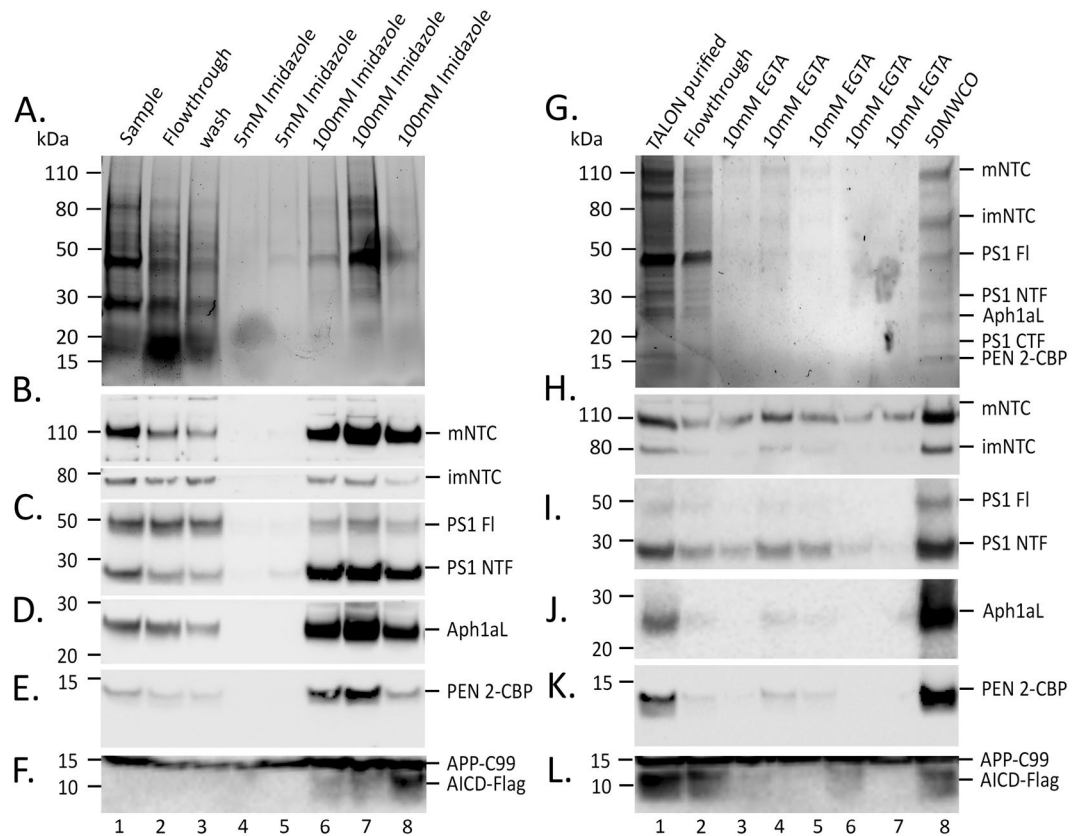 A.
kDa
Sample
Flowthrough
wash
5mM Imidazole
5mM Imidazole
100mM Imidazole
100mM Imidazole
100mM Imidazole
110
80
50
30
20
15
B.
110
mNTC
80
imNTC
C.
50
PS1 Fl
30
PS1 NTF
D.
30
Aph1aL
20
E.
15
PEN 2-CBP
F.
15
APP-C99
10
AICD-Flag
1 2 3 4 5 6 7 8
G.
kDa
TALON purified
Flowthrough
10mM EGTA
10mM EGTA
10mM EGTA
10mM EGTA
10mM EGTA
50MWCO
110
mNTC
80
imNTC
50
PS1 Fl
30
PS1 NTF
Aph1aL
20
PS1 CTF
15
PEN 2-CBP
H.
110
mNTC
80
imNTC
I.
50
PS1 Fl
30
PS1 NTF
J.
30
Aph1aL
20
K.
15
PEN 2-CBP
L.
15
APP-C99
10
AICD-Flag
1 2 3 4 5 6 7 8